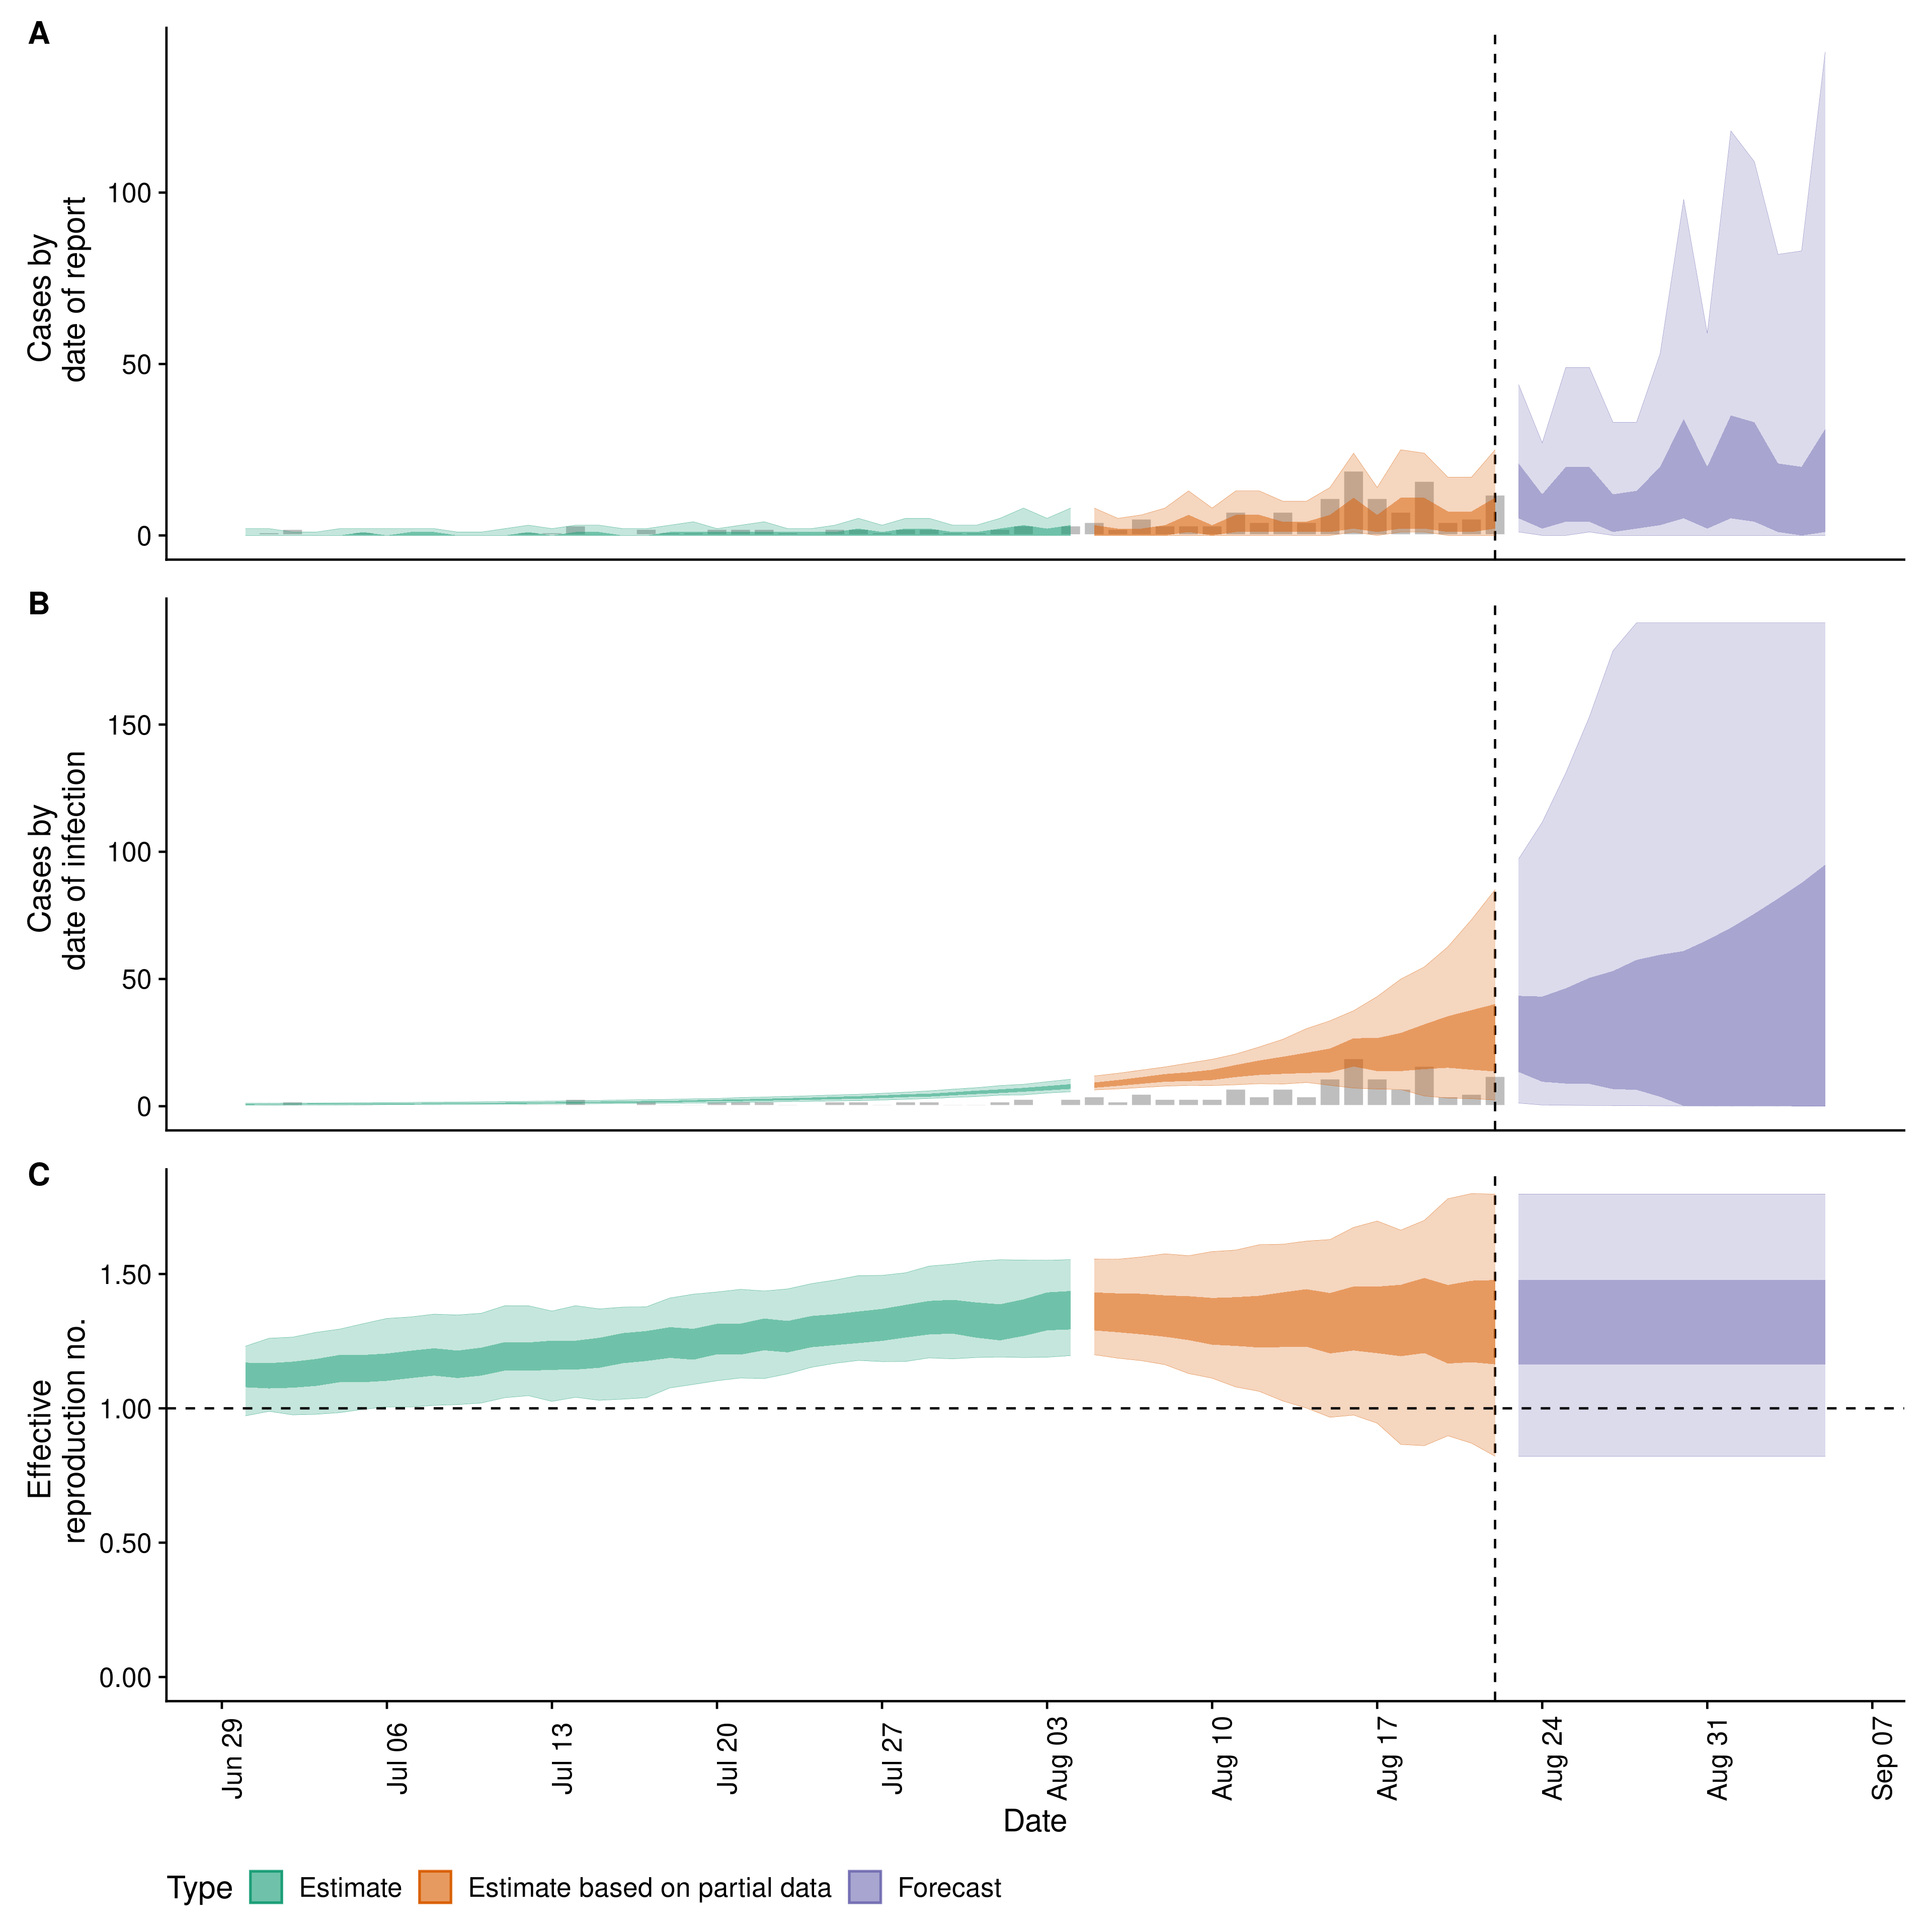 A
Cases by
date of report
100
50
0
B
Cases by
date of infection
150
100
50
0
C
Effective
reproduction no.
1.50
1.00
0.50
0.00
Jun 29
Jul 06
Jul 13
Jul 20
Jul 27
Aug 03
Aug 10
Aug 17
Aug 24
Aug 31
Sep 07
Date
Type Estimate Estimate based on partial data Forecast